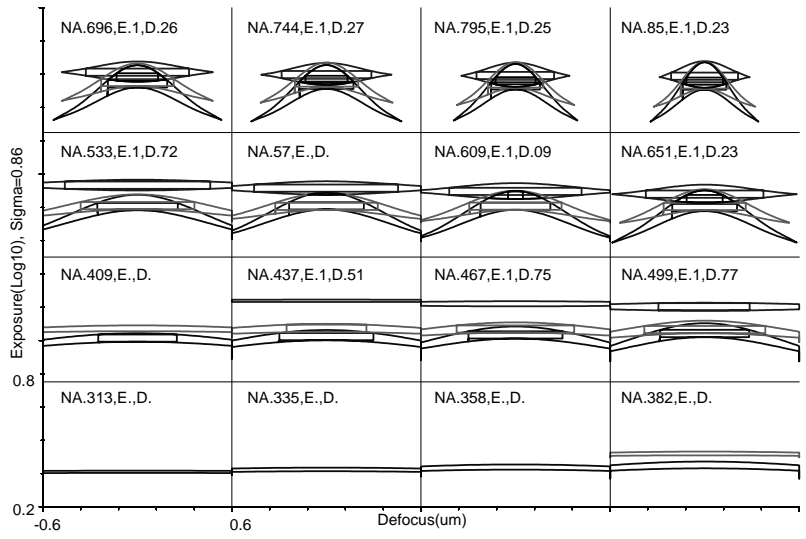 NA.696,E.1,D.26 NA.744,E.1,D.27 NA.795,E.1,D.25 NA.85,E.1,D.23
NA.533,E.1,D.72 NA.57,E.,D. NA.609,E.1,D.09 NA.651,E.1,D.23
NA.409,E.,D. NA.437,E.1,D.51 NA.467,E.1,D.75 NA.499,E.1,D.77
NA.313,E.,D. NA.335,E.,D. NA.358,E.,D. NA.382,E.,D.
Exposure(Log10), Sigma=0.86
0.8
0.2
-0.6 0.6 Defocus(um)